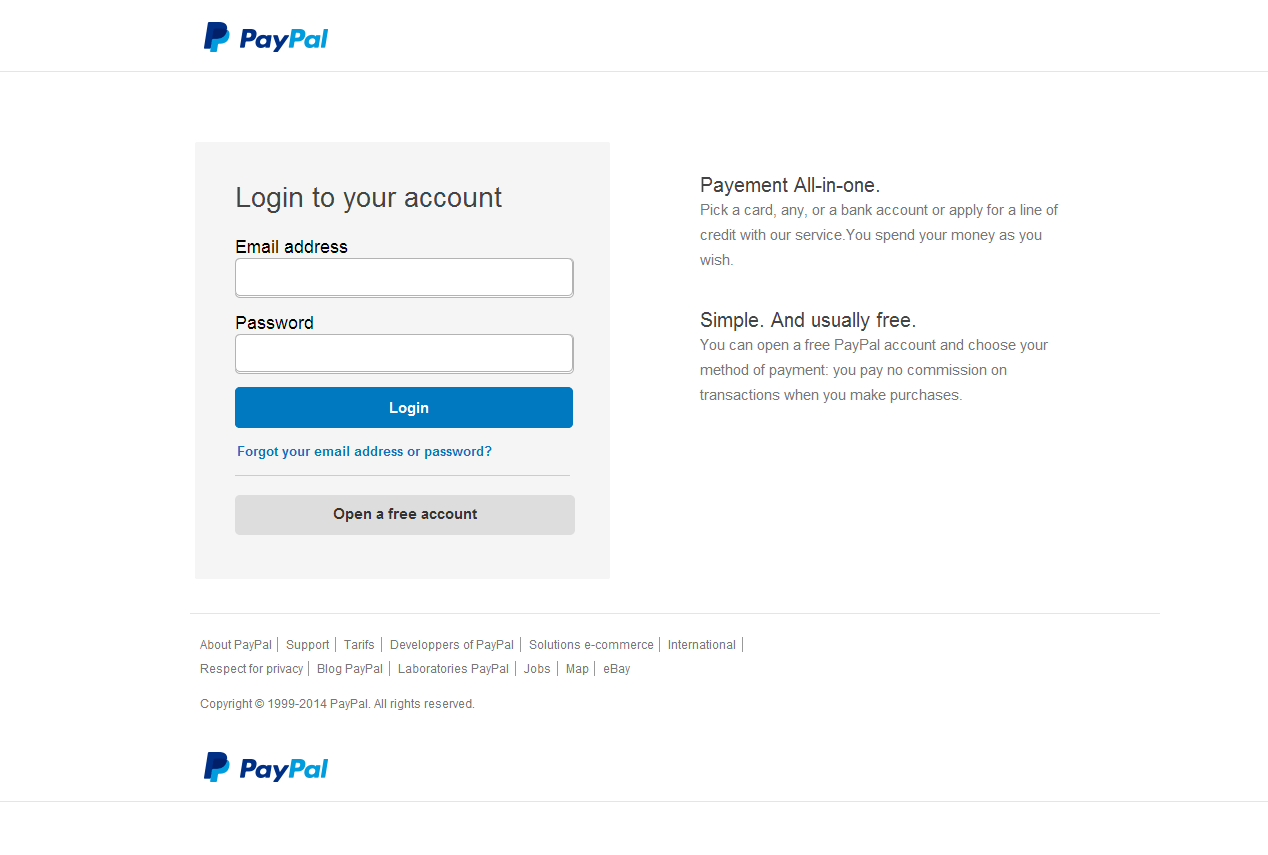 PayPal
Login to your account
Email address
Password
Login
Forgot your email address or password?
Open a free account
Payement All-in-one.
Pick a card, any, or a bank account or apply for a line of
credit with our service.You spend your money as you
wish.
Simple. And usually free.
You can open a free PayPal account and choose your
method of payment: you pay no commission on
transactions when you make purchases.
About PayPal | Support | Tarifs | Developpers of PayPal | Solutions e-commerce | International |
Respect for privacy | Blog PayPal | Laboratories PayPal | Jobs | Map | eBay
Copyright © 1999-2014 PayPal. All rights reserved.
PayPal